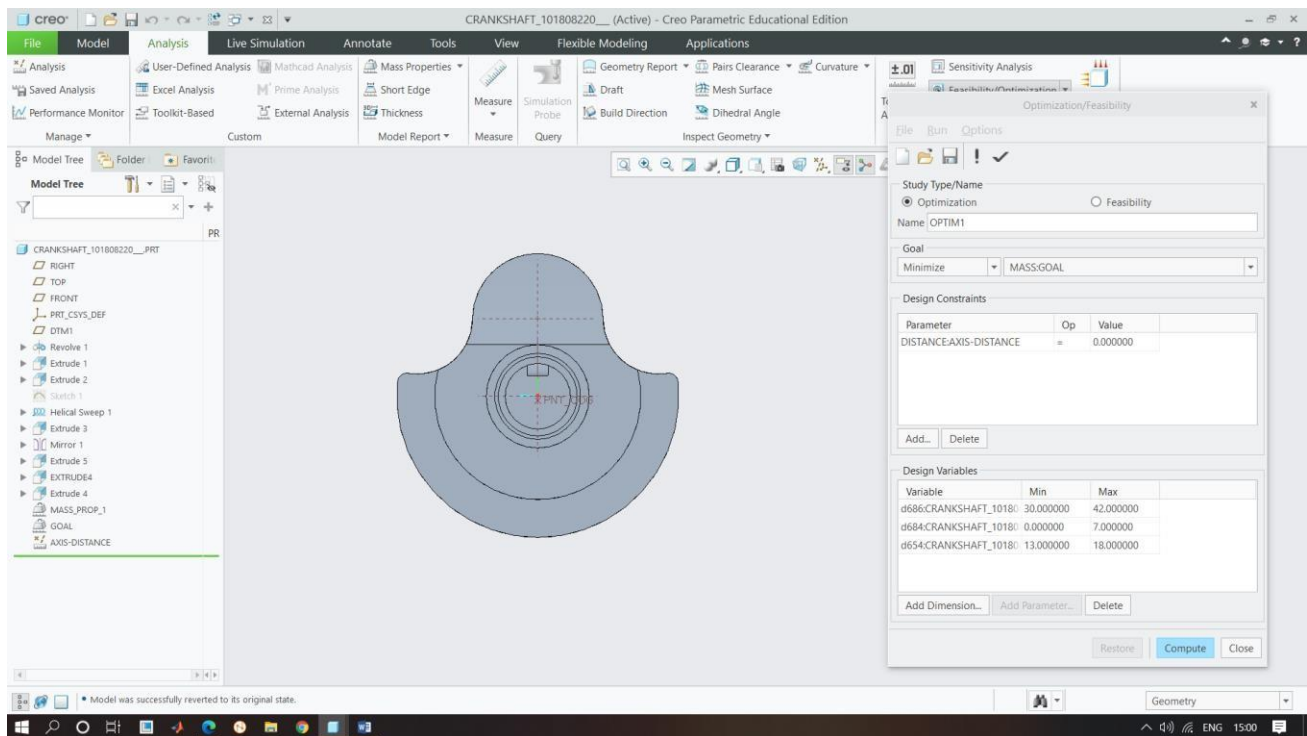 creo
CRANKSHAFT_101808220__ (Active) - Creo Parametric Educational Edition
File Model Analysis Live Simulation Annotate Tools View Flexible Modeling Applications
Analysis User-Defined Analysis Mathcad Analysis Mass Properties Geometry Report Pairs Clearance Curvature Sensitivity Analysis
Saved Analysis Excel Analysis Prime Analysis Short Edge Measure Simulation Probe Draft Mesh Surface Feasibility/Optimization
Performance Monitor Toolkit-Based External Analysis Thickness Build Direction Dihedral Angle
Manage Custom Model Report Measure Query Inspect Geometry
Model Tree Folder Favorit
Model Tree
PR
CRANKSHAFT_101808220__.PRT
RIGHT
TOP
FRONT
PRT_CSYS_DEF
DTM1
Revolve 1
Extrude 1
Extrude 2
Sketch 1
Helical Sweep 1
Extrude 3
Mirror 1
Extrude 5
EXTRUDE4
Extrude 4
MASS_PROP_1
GOAL
AXIS-DISTANCE
Optimization/Feasibility
File Run Options
Study Type/Name
Optimization Feasibility
Name OPTIM1
Goal
Minimize MASS:GOAL
Design Constraints
Parameter Op Value
DISTANCE:AXIS-DISTANCE = 0.000000
Add... Delete
Design Variables
Variable Min Max
d686:CRANKSHAFT_10180 30.000000 42.000000
d684:CRANKSHAFT_10180 0.000000 7.000000
d654:CRANKSHAFT_10180 13.000000 18.000000
Add Dimension... Add Parameter... Delete
Restore Compute Close
Model was successfully reverted to its original state.
Geometry
ENG 15:00